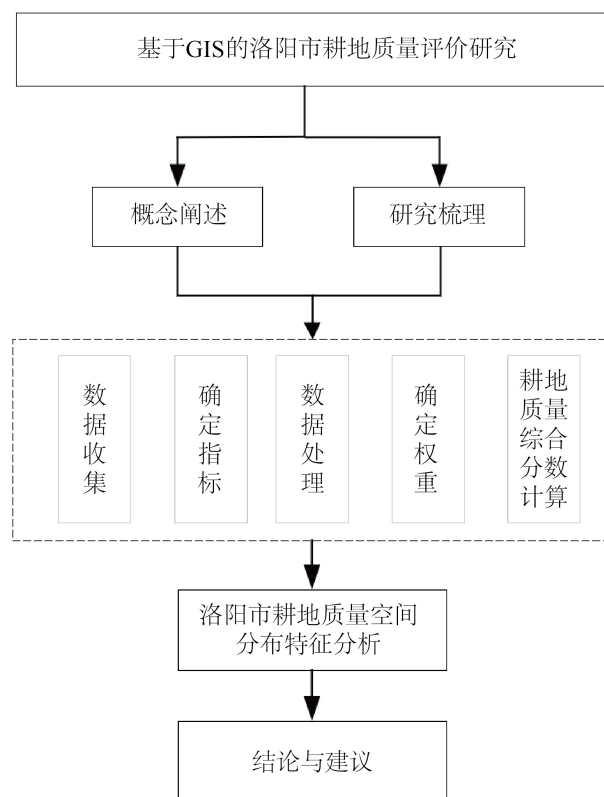 基于GIS的洛阳市耕地质量评价研究
概念阐述
研究梳理
数据收集
确定指标
数据处理
确定权重
耕地
质量
综合
分数
计算
洛阳市耕地质量空间
分布特征分析
结论与建议